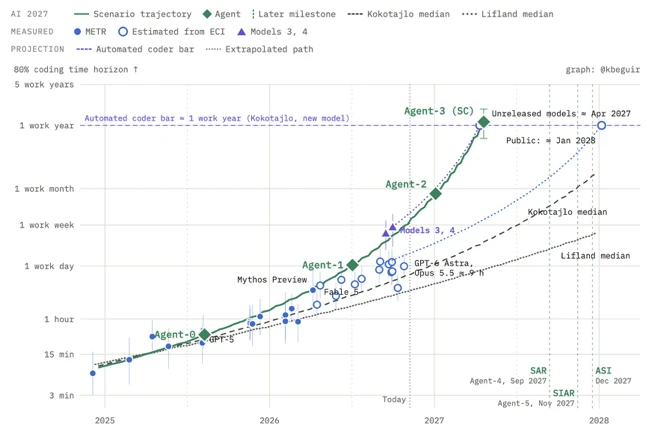 AI 2027 Scenario trajectory Agent Later milestone Kokotajlo median Lifland median
MEASURED METR Estimated from ECI Models 3, 4
PROJECTION Automated coder bar Extrapolated path
80% coding time horizon ↑ graph: @kbeguir
5 work years
Agent-3 (SC)
Unreleased models ≈ Apr 2027
Automated coder bar ≈ 1 work year (Kokotajlo, new model)
1 work year
Public: ≈ Jan 2028
Agent-2
1 work month
Kokotajlo median
1 work week
Models 3, 4
Lifland median
Agent-1
1 work day
GPT-6 Astra,
Opus 5.5 ≈ 9 h
Mythos Preview
Fable 5
1 hour
Agent-0
GPT-5
15 min
SAR
Agent-4, Sep 2027
ASI
Dec 2027
3 min
SIAR
Agent-5, Nov 2027
Today
2025 2026 2027 2028